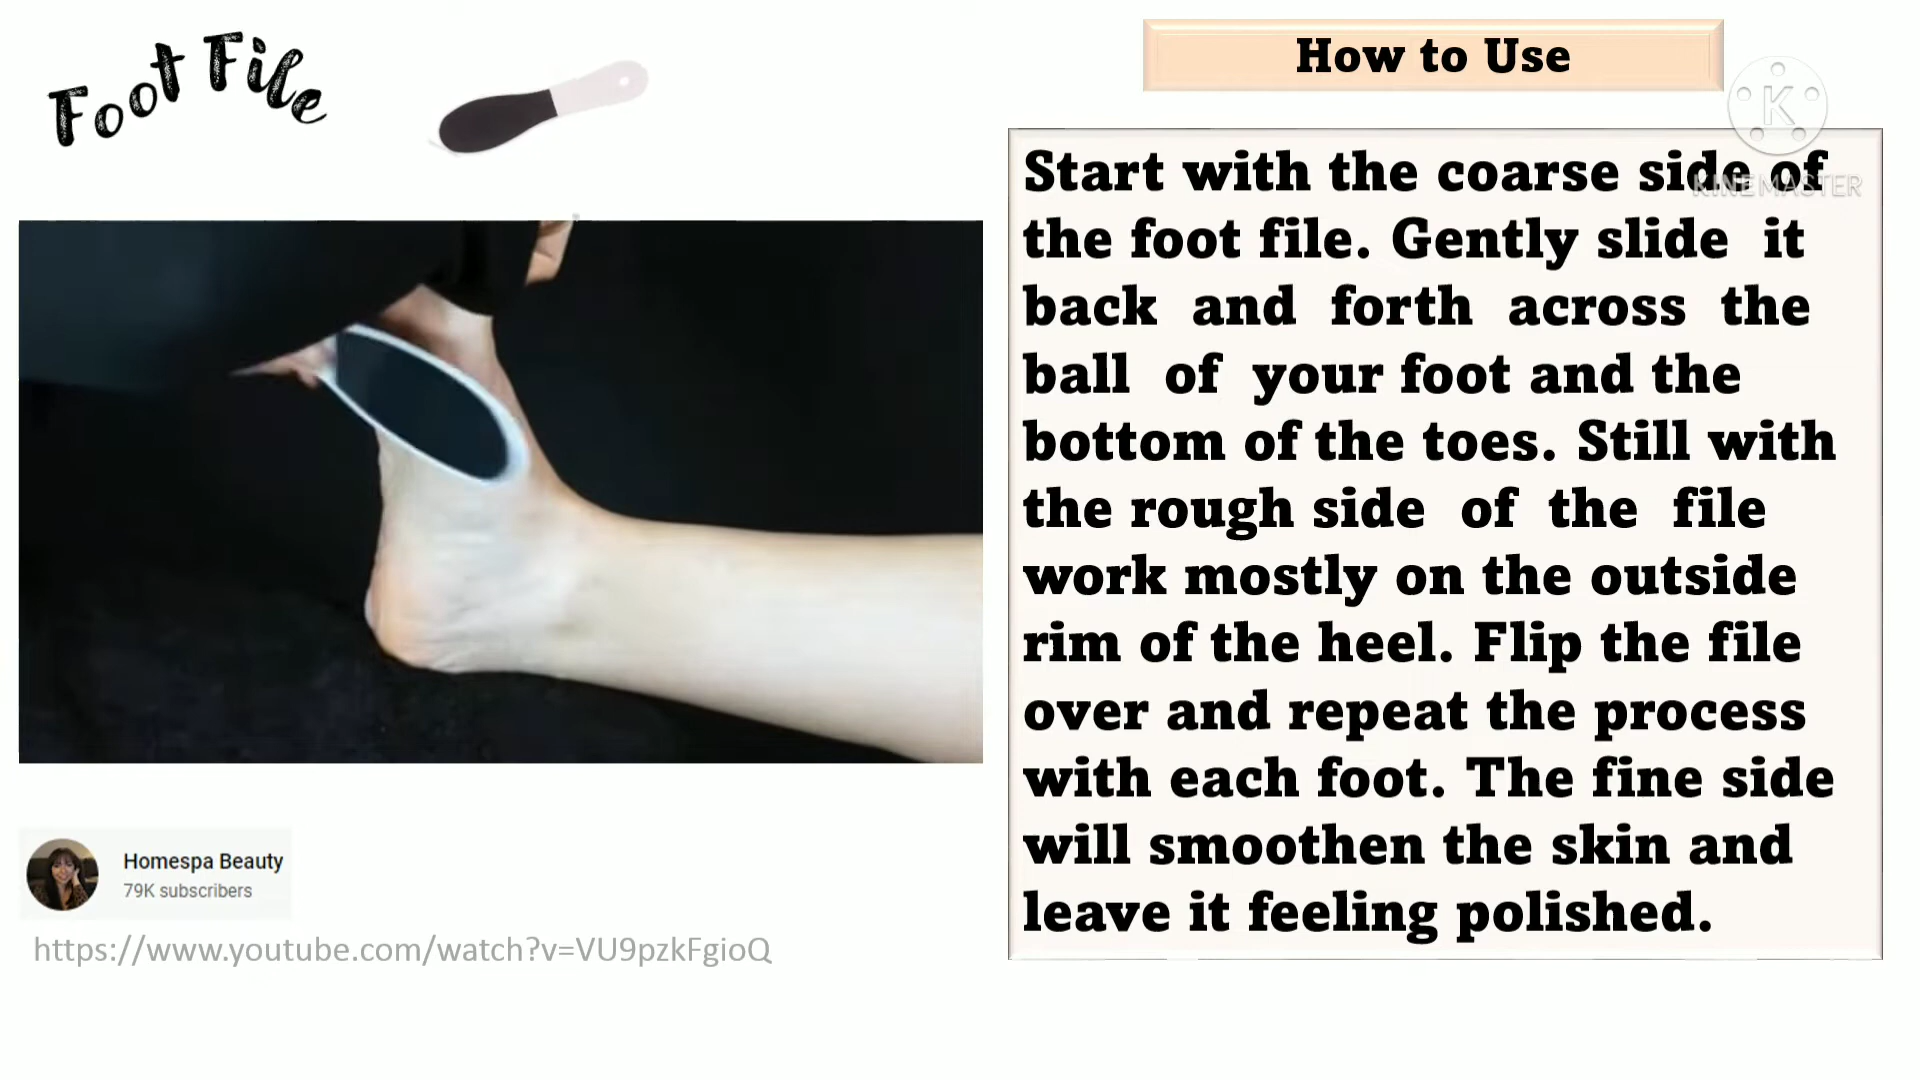 Foot File
How to Use
K
KINEMASTER
Start with the coarse side of
the foot file. Gently slide it
back and forth across the
ball of your foot and the
bottom of the toes. Still with
the rough side of the file
work mostly on the outside
rim of the heel. Flip the file
over and repeat the process
with each foot. The fine side
will smoothen the skin and
leave it feeling polished.
Homespa Beauty
79K subscribers
https://www.youtube.com/watch?v=VU9pzkFgioQ